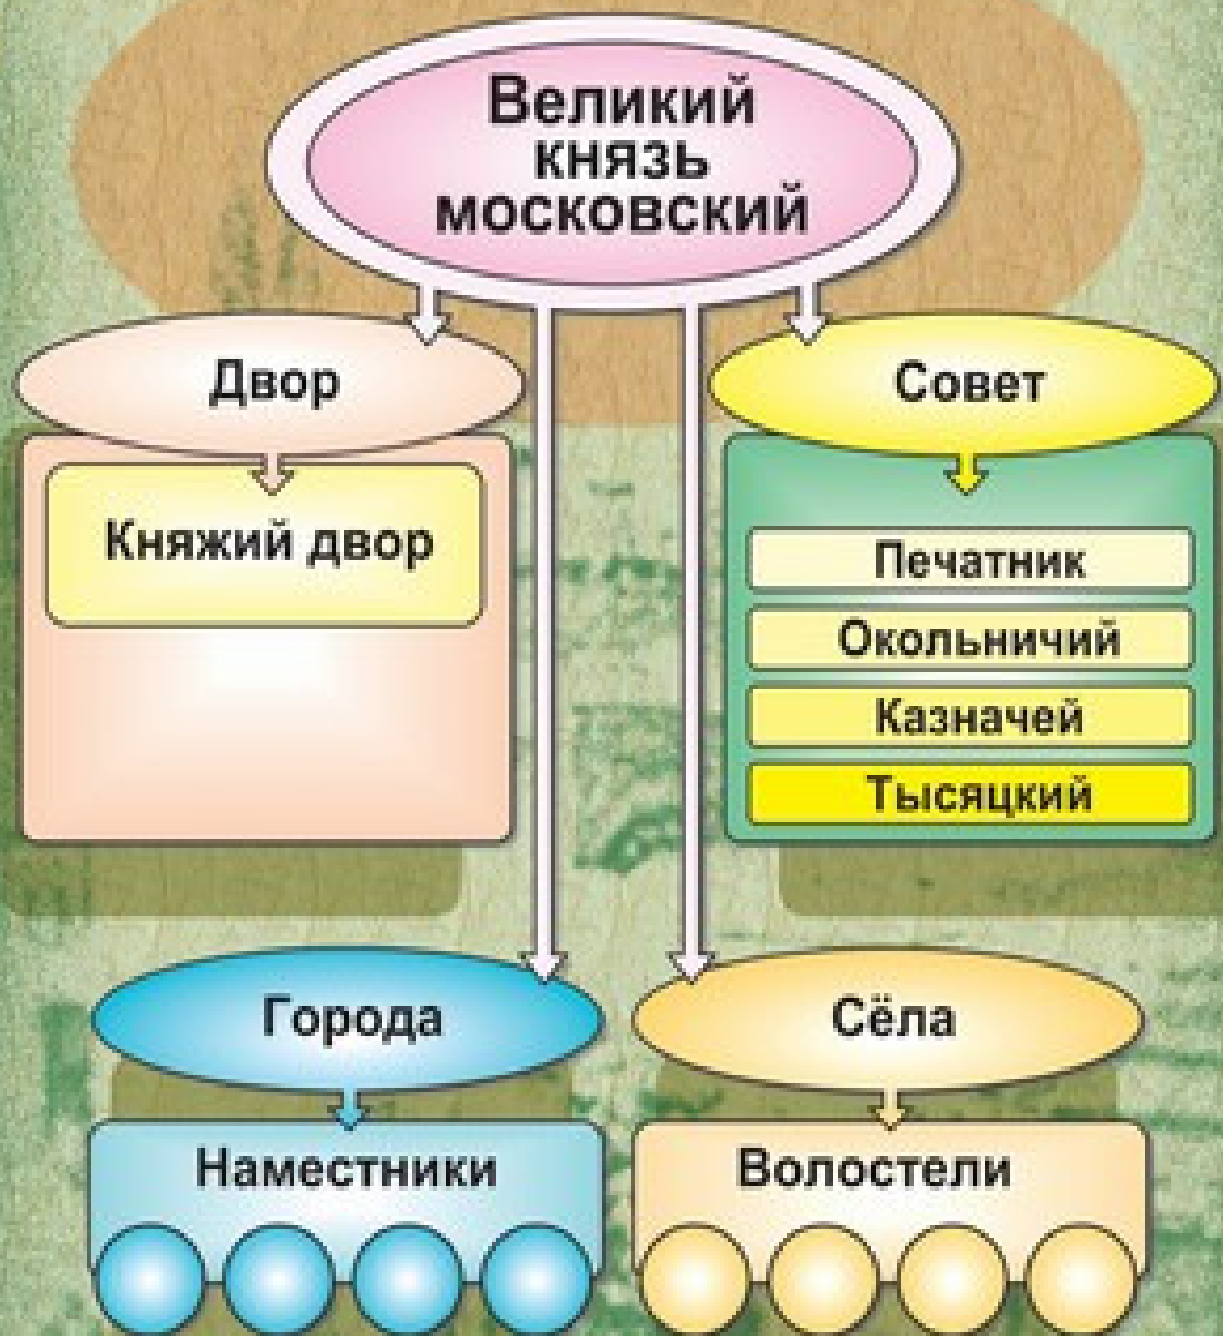 Великий
князь
московский
Двор
Совет
Княжий двор
Печатник
Окольничий
Казначей
Тысяцкий
Города
Сёла
Наместники
Волостели